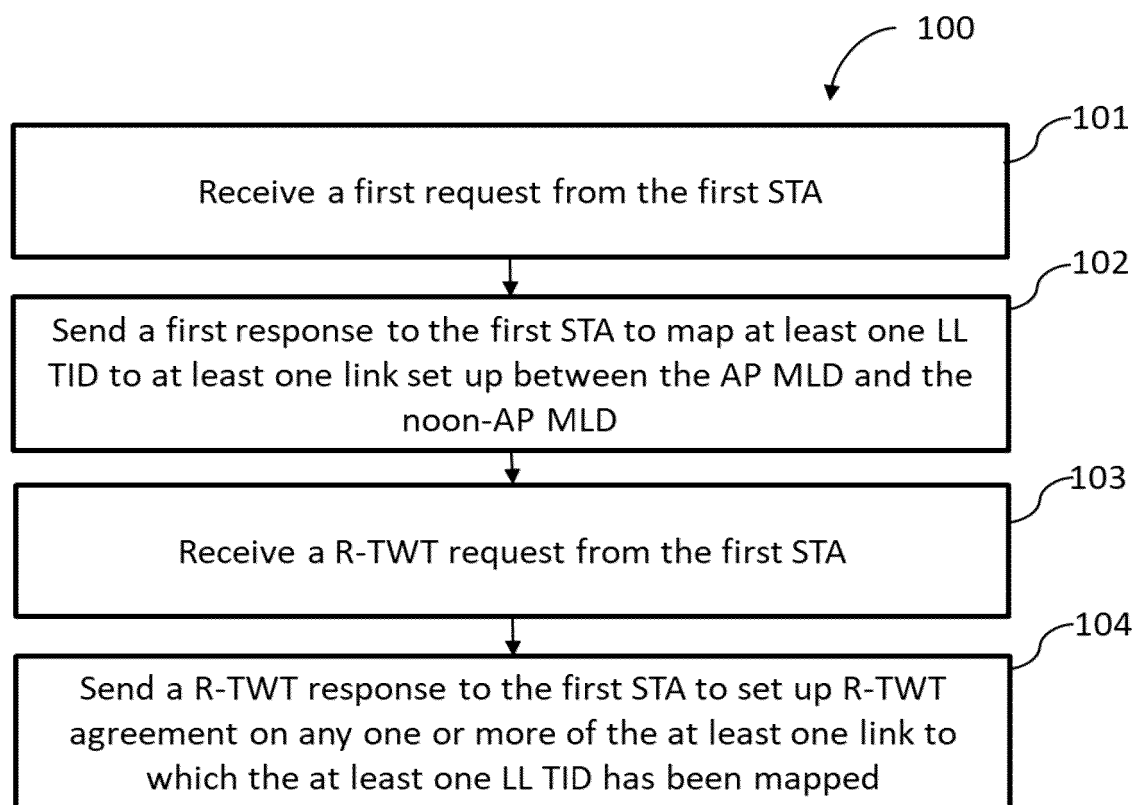 100
101
Receive a first request from the first STA
102
Send a first response to the first STA to map at least one LL
TID to at least one link set up between the AP MLD and the
noon-AP MLD
103
Receive a R-TWT request from the first STA
104
Send a R-TWT response to the first STA to set up R-TWT
agreement on any one or more of the at least one link to
which the at least one LL TID has been mapped